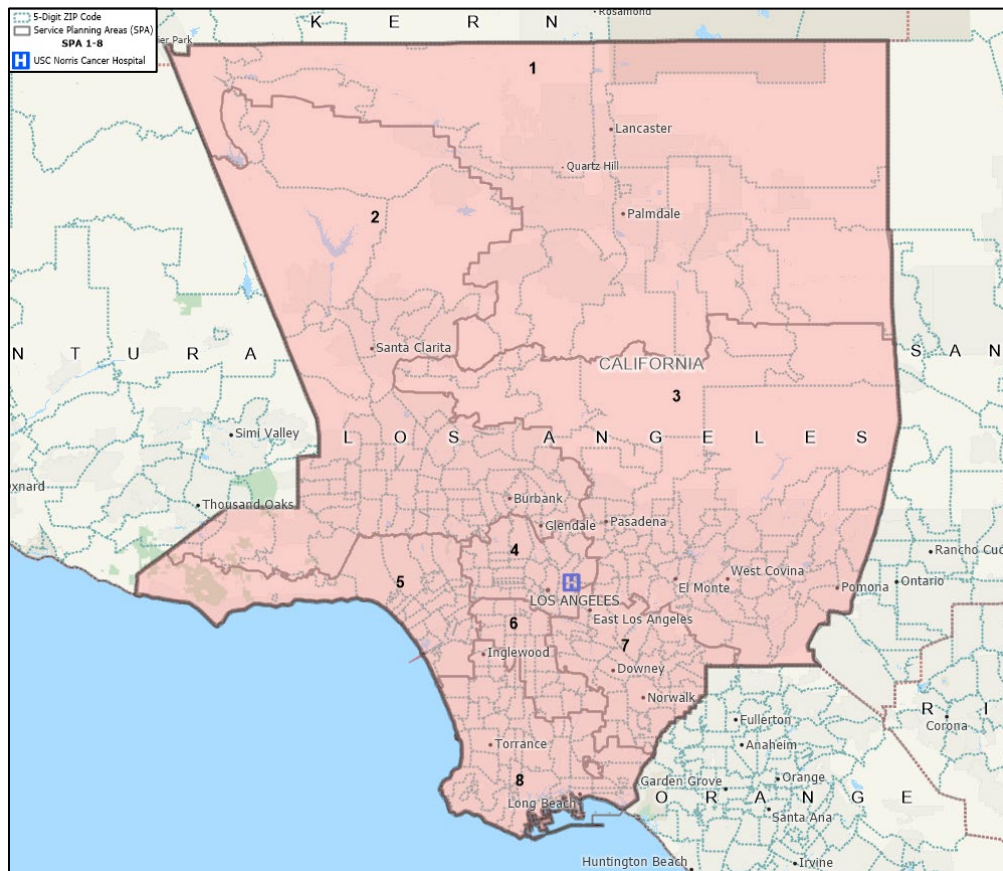 5-Digit ZIP Code
Service Planning Areas (SPA)
SPA 1-8
H USC Norris Cancer Hospital
K E R N
Rosamond
ier Park
1
Lancaster
Quartz Hill
2
Palmdale
Santa Clarita
N T U R A
CALIFORNIA
S A N
3
Simi Valley
L O S A N G E L E S
xnard
Thousand Oaks
Burbank
Glendale
Pasadena
4
Rancho Cuc
5
H
El Monte
West Covina
Pomona
Ontario
LOS ANGELES
East Los Angeles
6
7
Inglewood
Downey
Norwalk
R I
Corona
Fullerton
Torrance
Anaheim
8
Garden Grove
Orange
Long Beach
O R A N G E
Santa Ana
Huntington Beach
Irvine